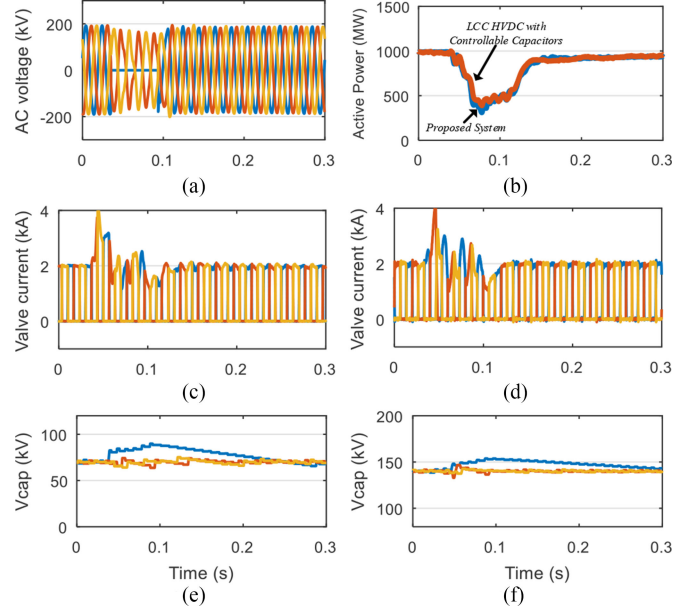 AC voltage (kV)
200
0
-200
0
0.1
0.2
0.3
(a)
Active Power (MW)
1500
1000
500
0
LCC HVDC with
Controllable Capacitors
Proposed System
0
0.1
0.2
0.3
(b)
Valve current (kA)
4
2
0
0
0.1
0.2
0.3
(c)
Valve current (kA)
4
2
0
0
0.1
0.2
0.3
(d)
Vcap (kV)
100
50
0
0
0.1
0.2
0.3
Time (s)
(e)
Vcap (kV)
200
150
100
0
0.1
0.2
0.3
Time (s)
(f)